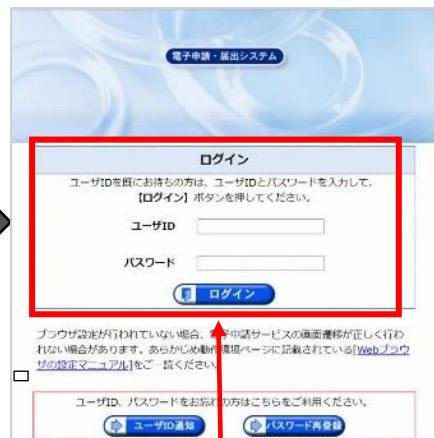 電子申請・届出システム
ログイン
ユーザIDを既にお持ちの方は、ユーザIDとパスワードを入力して、
【ログイン】ボタンを押してください。
ユーザID
パスワード
ログイン
ブラウザ設定が行われていない場合、電子申請サービスの画面遷移が正しく行わ
れない場合があります。あらかじめ動作環境ページに記載されている[Webブラウ
ザの設定マニュアル]をご一読ください。
ユーザID、パスワードをお忘れの方はこちらをご利用ください。
ユーザID通知
パスワード再登録